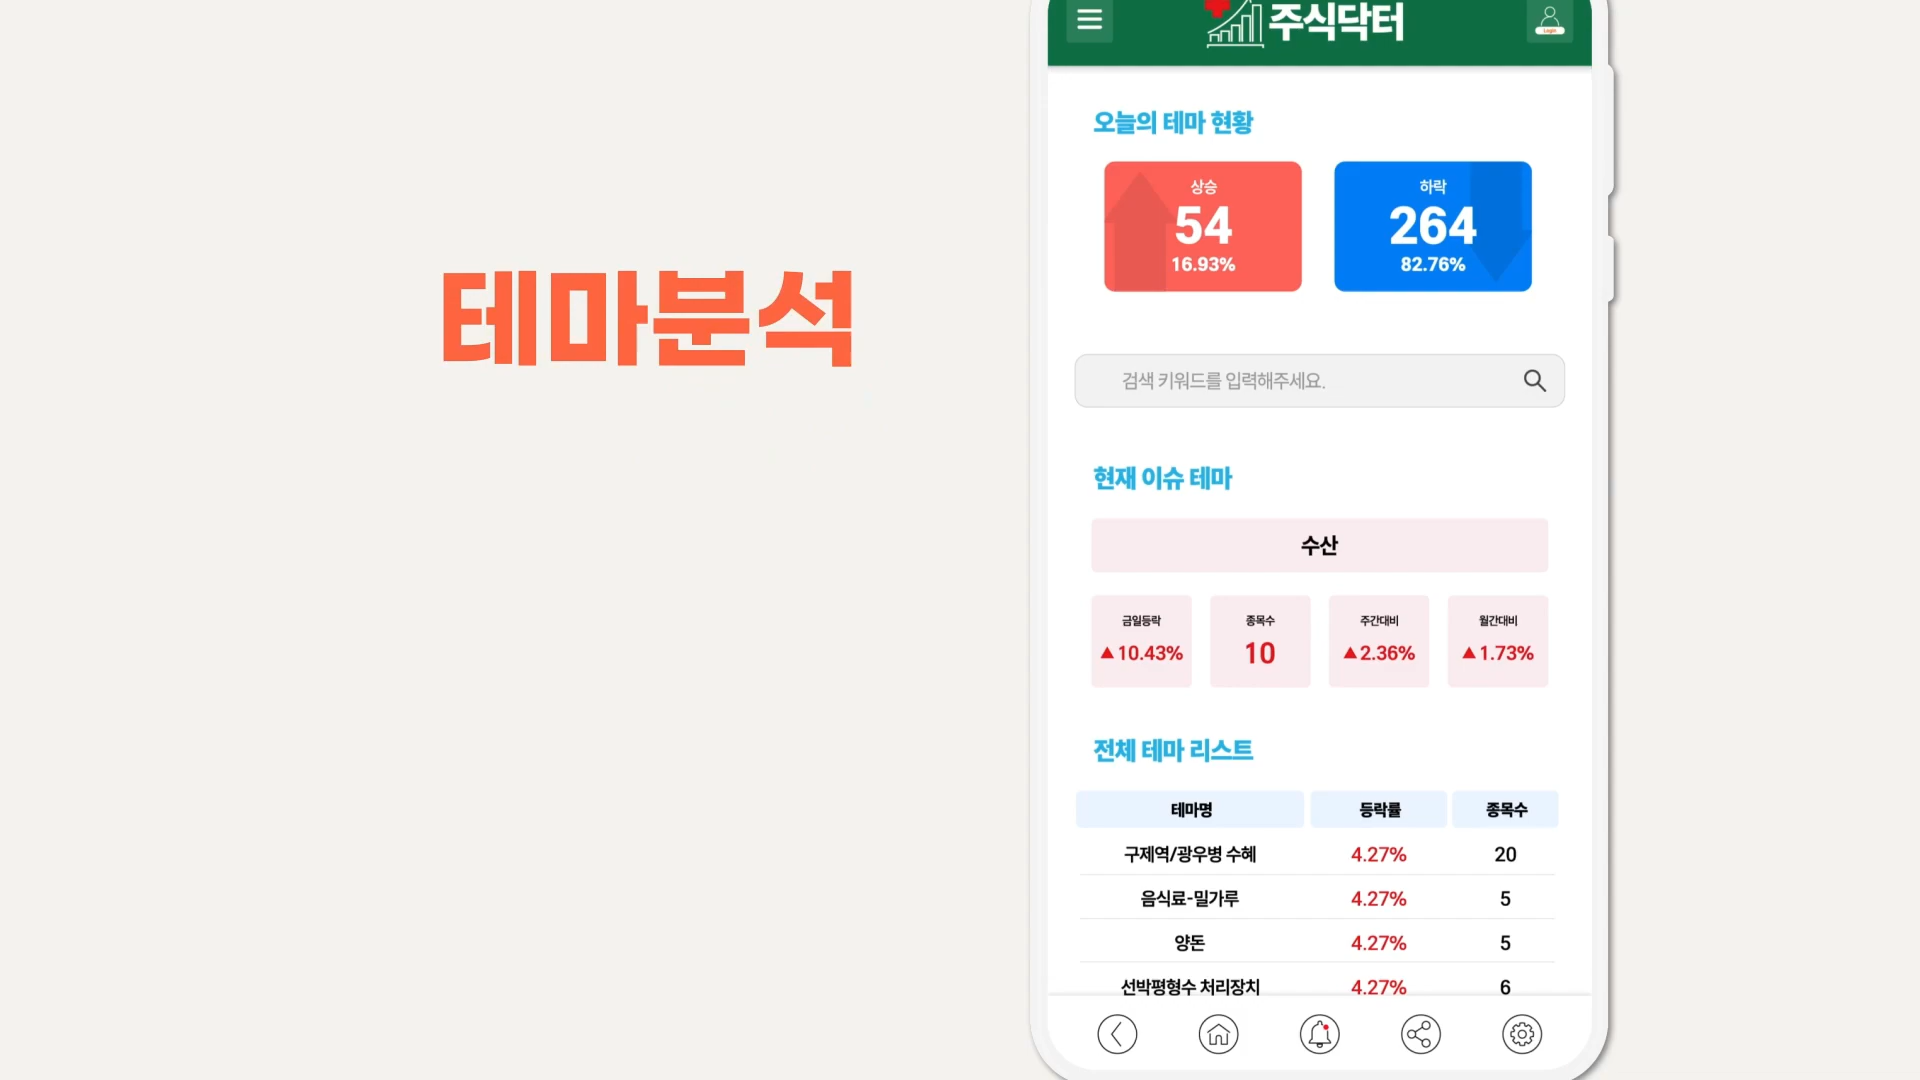 테마분석
주식닥터
Login
오늘의 테마 현황
상승
54
16.93%
하락
264
82.76%
검색 키워드를 입력해주세요.
현재 이슈 테마
수산
금일등락
▲10.43%
종목수
10
주간대비
▲2.36%
월간대비
▲1.73%
전체 테마 리스트
테마명 등락률 종목수
구제역/광우병 수혜 4.27% 20
음식료-밀가루 4.27% 5
양돈 4.27% 5
선박평형수 처리장치 4.27% 6